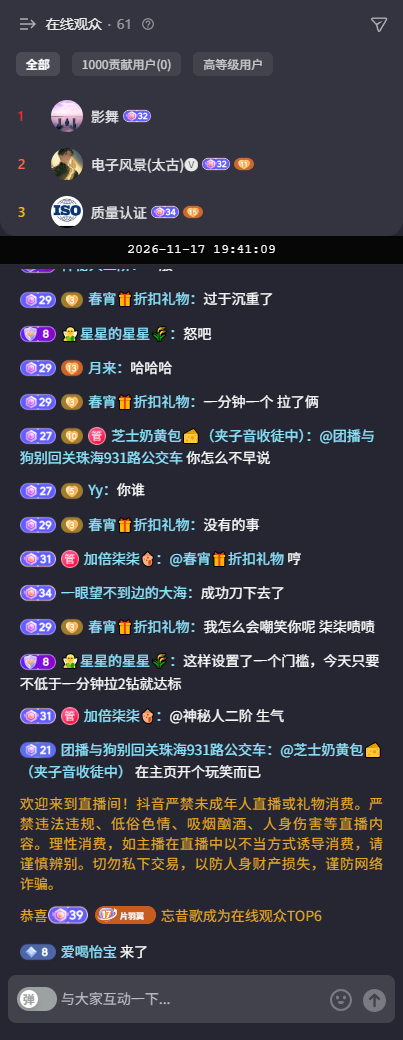 在线观众 · 61
全部 1000贡献用户(0) 高等级用户
1 影舞 32
2 电子风景(太古)V 32 11
3 ISO 质量认证 34 15
2026-11-17 19:41:09
29 3 春宵🎁折扣礼物：过于沉重了
8 🧚星星的星星🌿：怒吧
29 13 月来：哈哈哈
29 3 春宵🎁折扣礼物：一分钟一个 拉了俩
27 10 管 芝士奶黄包🧀（夹子音收徒中）：@团播与
狗别回关珠海931路公交车 你怎么不早说
27 5 Yy：你谁
29 3 春宵🎁折扣礼物：没有的事
31 管 加倍柒柒：@春宵🎁折扣礼物 哼
34 一眼望不到边的大海：成功刀下去了
29 3 春宵🎁折扣礼物：我怎么会嘲笑你呢 柒柒啧啧
8 🧚星星的星星🌿：这样设置了一个门槛，今天只要
不低于一分钟拉2钻就达标
31 管 加倍柒柒：@神秘人二阶 生气
21 团播与狗别回关珠海931路公交车：@芝士奶黄包🧀
（夹子音收徒中） 在主页开个玩笑而已
欢迎来到直播间！抖音严禁未成年人直播或礼物消费。严
禁违法违规、低俗色情、吸烟酗酒、人身伤害等直播内
容。理性消费，如主播在直播中以不当方式诱导消费，请
谨慎辨别。切勿私下交易，以防人身财产损失，谨防网络
诈骗。
恭喜 39 17 片羽翼 忘昔歌成为在线观众TOP6
8 爱喝怡宝 来了
弹 与大家互动一下...